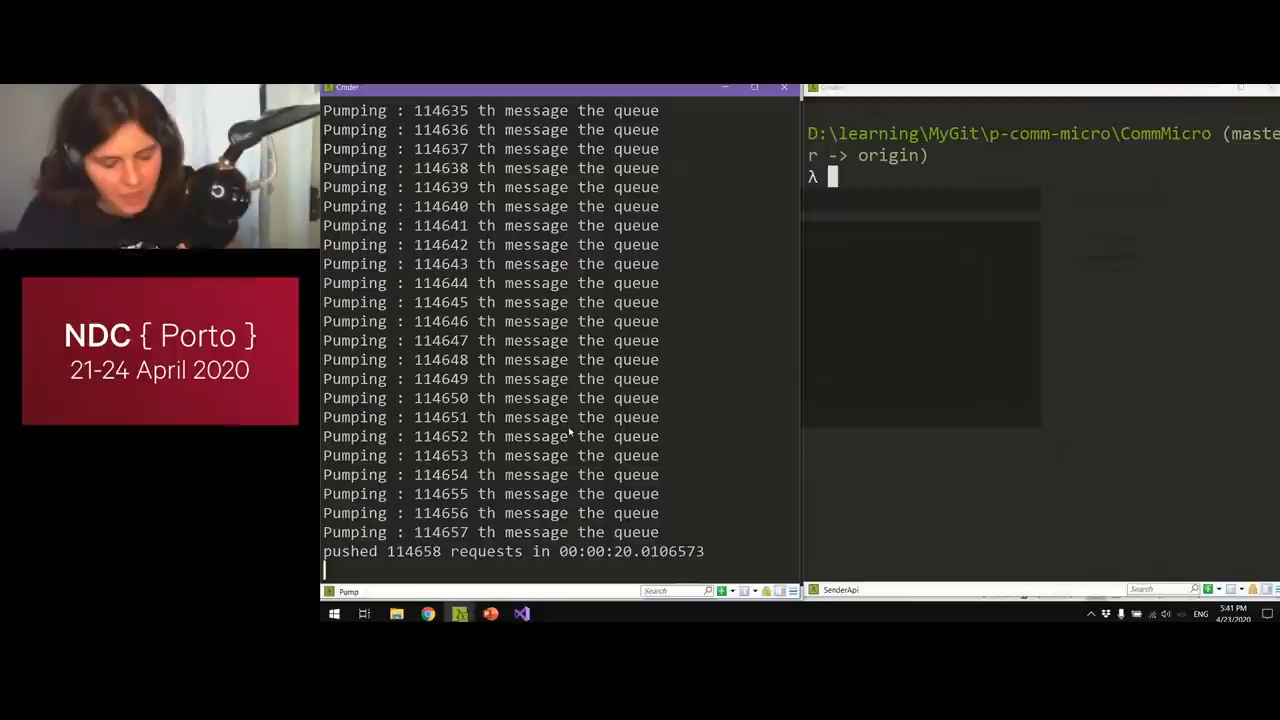 Cmder
Pumping : 114635 th message the queue
Pumping : 114636 th message the queue
Pumping : 114637 th message the queue
Pumping : 114638 th message the queue
Pumping : 114639 th message the queue
Pumping : 114640 th message the queue
Pumping : 114641 th message the queue
Pumping : 114642 th message the queue
Pumping : 114643 th message the queue
Pumping : 114644 th message the queue
Pumping : 114645 th message the queue
Pumping : 114646 th message the queue
Pumping : 114647 th message the queue
Pumping : 114648 th message the queue
Pumping : 114649 th message the queue
Pumping : 114650 th message the queue
Pumping : 114651 th message the queue
Pumping : 114652 th message the queue
Pumping : 114653 th message the queue
Pumping : 114654 th message the queue
Pumping : 114655 th message the queue
Pumping : 114656 th message the queue
Pumping : 114657 th message the queue
pushed 114658 requests in 00:00:20.0106573
Pump
Search
D:\learning\MyGit\p-comm-micro\CommMicro (maste
r -> origin)
λ
SenderApi
Search
NDC { Porto }
21-24 April 2020
ENG
5:41 PM
4/23/2020